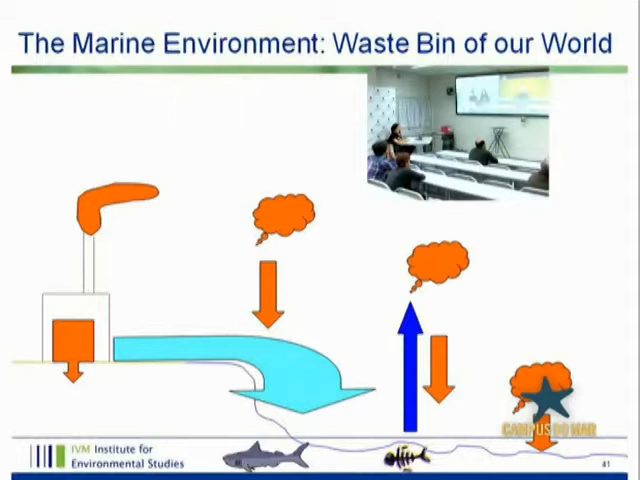 The Marine Environment: Waste Bin of our World
CAMPUS DO MAR
IVM Institute for
Environmental Studies
41